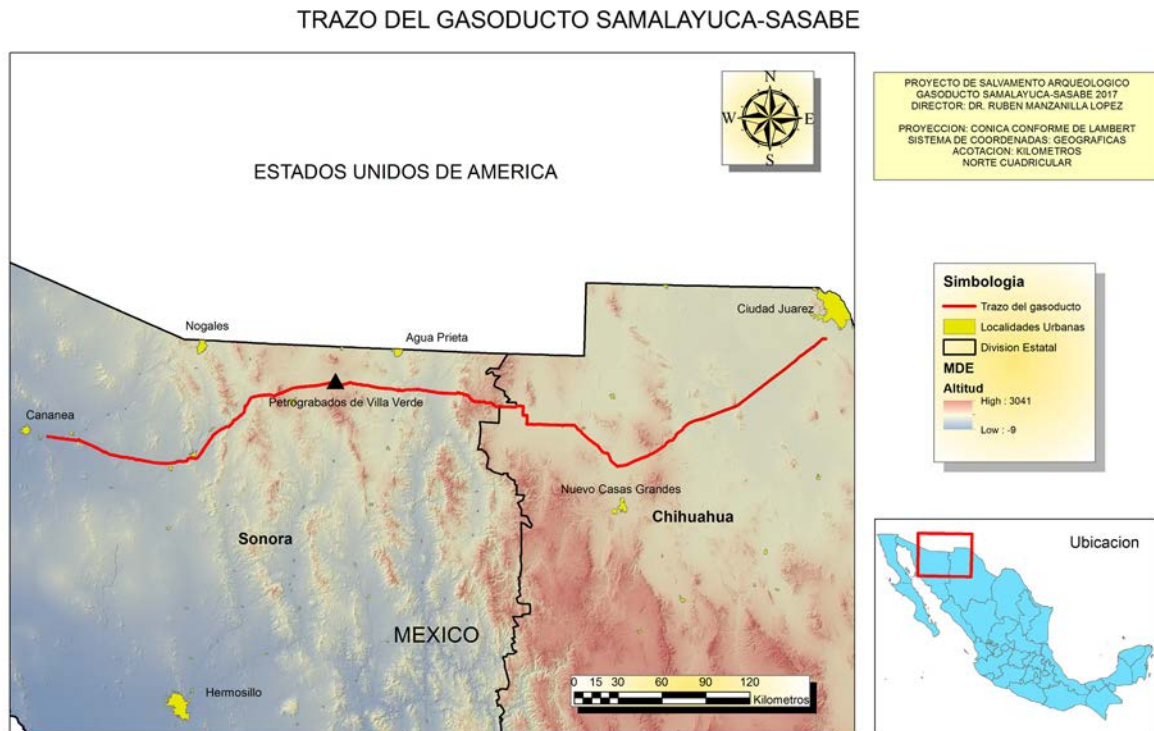 TRAZO DEL GASODUCTO SAMALAYUCA-SASABE
N
W
E
S
ESTADOS UNIDOS DE AMERICA
PROYECTO DE SALVAMENTO ARQUEOLOGICO
GASODUCTO SAMALAYUCA-SASABE 2017
DIRECTOR: DR. RUBEN MANZANILLA LOPEZ
PROYECCION: CONICA CONFORME DE LAMBERT
SISTEMA DE COORDENADAS: GEOGRAFICAS
ACOTACION: KILOMETROS
NORTE CUADRICULAR
Nogales
Agua Prieta
Ciudad Juarez
Petrograbados de Villa Verde
Cananea
Nuevo Casas Grandes
Sonora
Chihuahua
MEXICO
Hermosillo
0 15 30 60 90 120
Kilometros
Simbologia
Trazo del gasoducto
Localidades Urbanas
Division Estatal
MDE
Altitud
High : 3041
Low : -9
Ubicacion